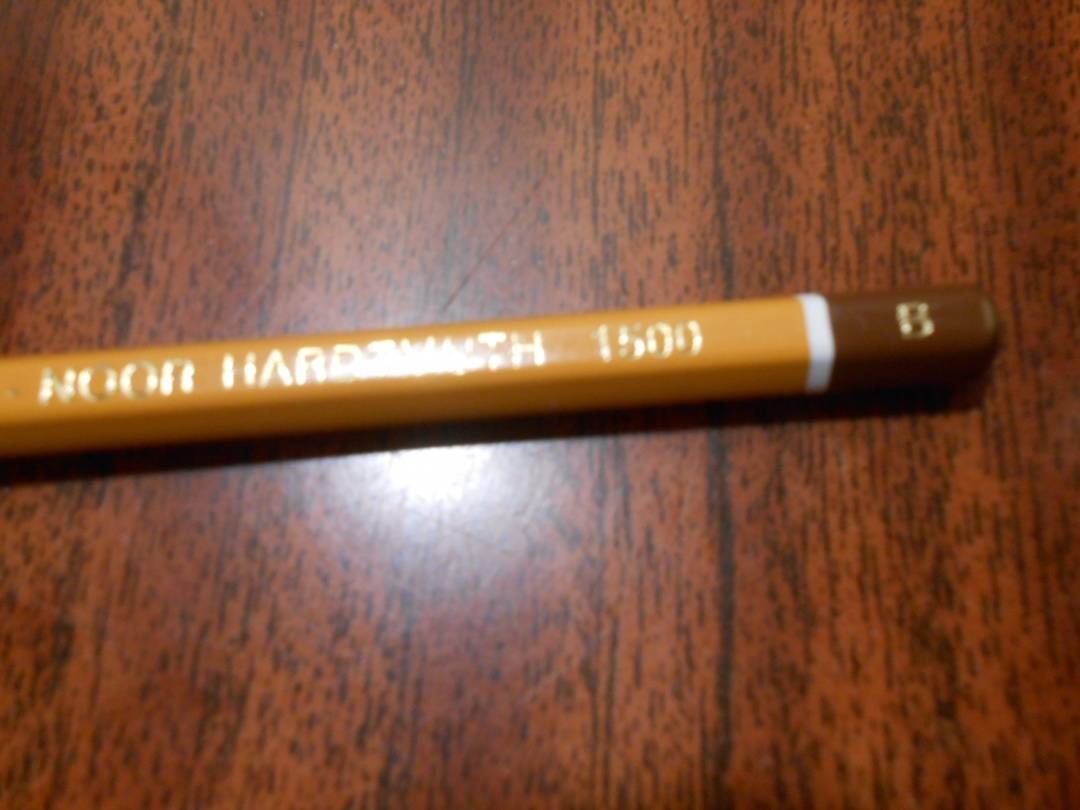 - NOOR HARDTMUTH 1500 B